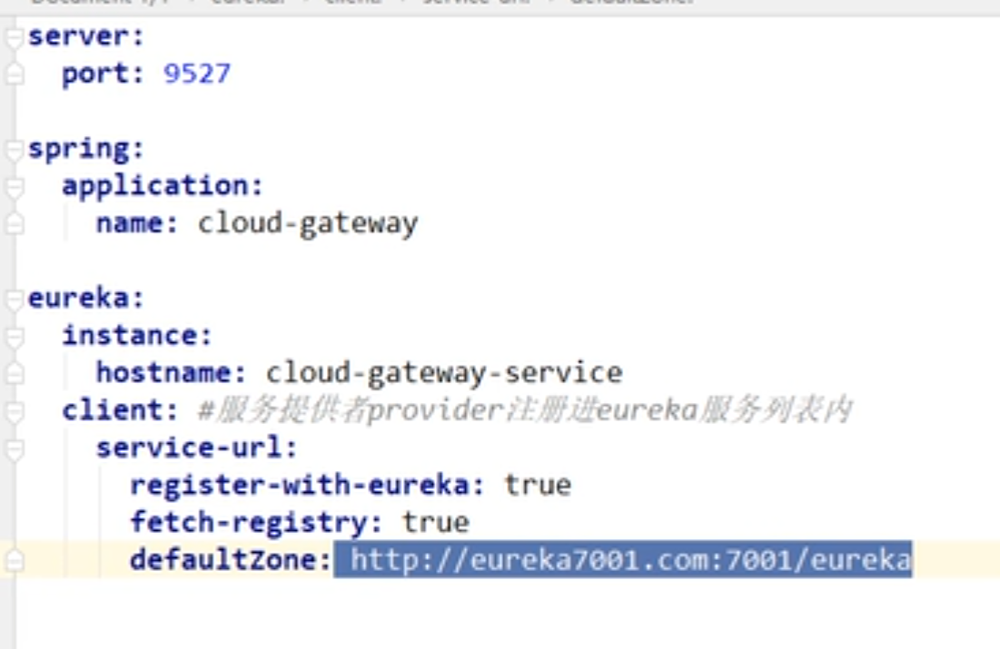 server:
  port: 9527

spring:
  application:
    name: cloud-gateway

eureka:
  instance:
    hostname: cloud-gateway-service
  client: #服务提供者provider注册进eureka服务列表内
    service-url:
      register-with-eureka: true
      fetch-registry: true
      defaultZone: http://eureka7001.com:7001/eureka